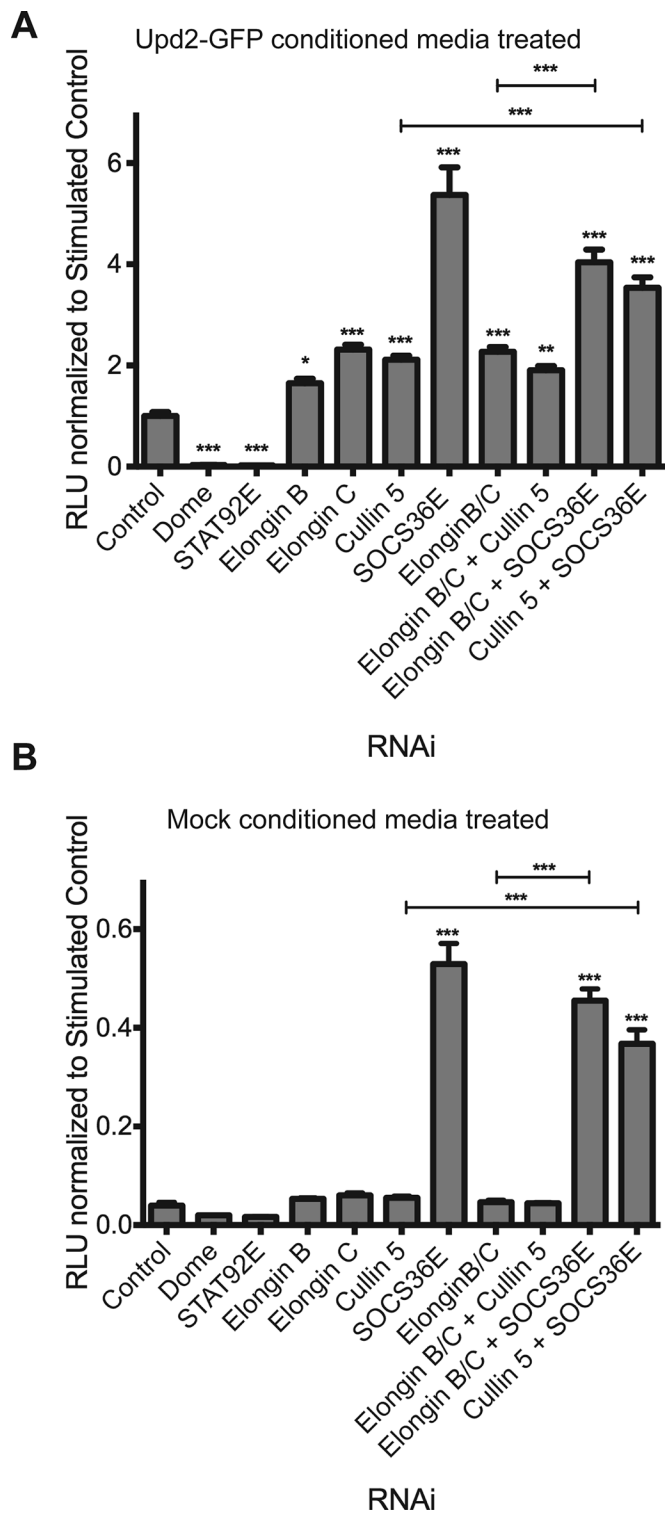 A
Upd2-GFP conditioned media treated
***
***
***
***
***
***
***
***
***
***
**
*
RLU norlmalized to Stimulated Control
6
4
2
0
Control
Dome
STAT92E
Elongin B
Elongin C
Cullin 5
SOCS36E
ElonginB/C
Elongin B/C + Cullin 5
Elongin B/C + SOCS36E
Cullin 5 + SOCS36E
RNAi
B
Mock conditioned media treated
***
***
***
***
***
RLU normalized to Stimulated Control
0.6
0.4
0.2
0.0
Control
Dome
STAT92E
Elongin B
Elongin C
Cullin 5
SOCS36E
ElonginB/C
Elongin B/C + Cullin 5
Elongin B/C + SOCS36E
Cullin 5 + SOCS36E
RNAi